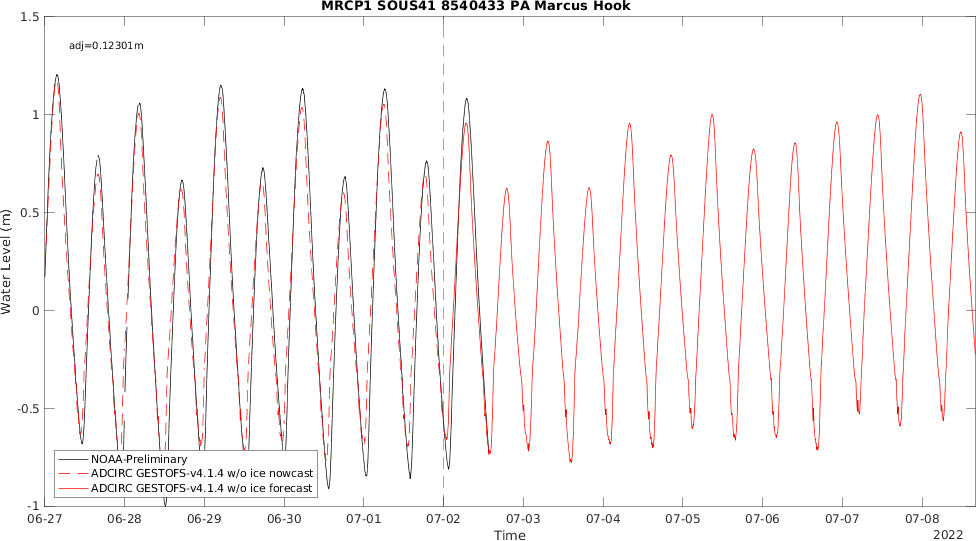 MRCP1 SOUS41 8540433 PA Marcus Hook
1.5
adj=0.12301m
1
0.5
Water Level (m)
0
-0.5
NOAA-Preliminary
ADCIRC GESTOFS-v4.1.4 w/o ice nowcast
ADCIRC GESTOFS-v4.1.4 w/o ice forecast
-1
06-27 06-28 06-29 06-30 07-01 07-02 07-03 07-04 07-05 07-06 07-07 07-08
Time
2022